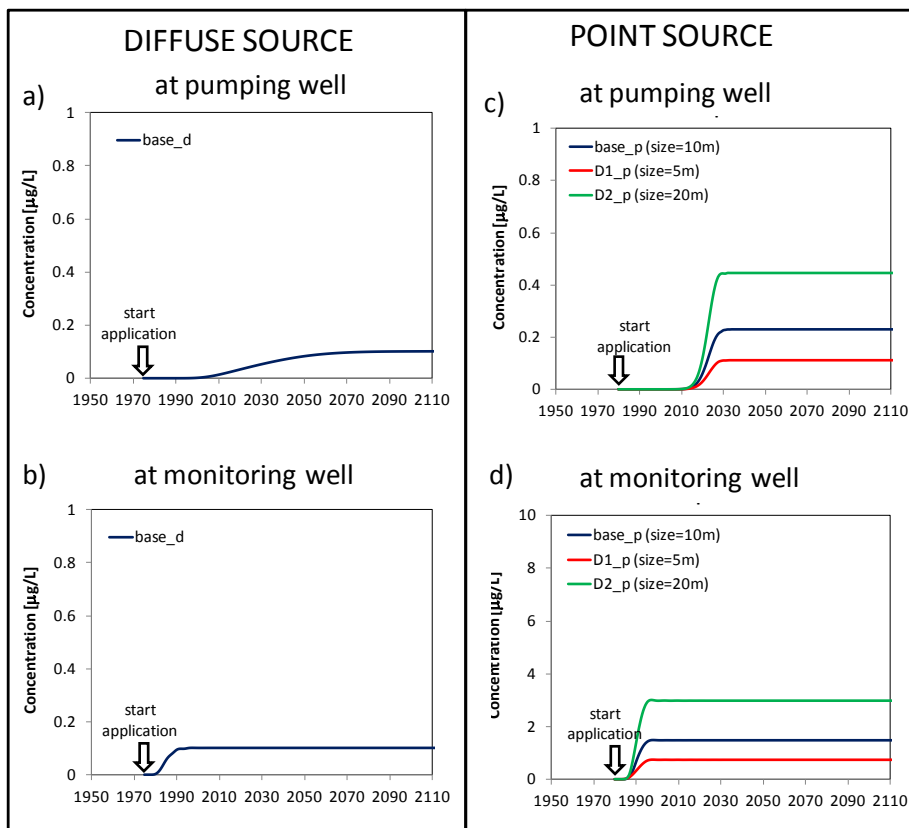 DIFFUSE SOURCE
at pumping well
a)
base_d
Concentration [µg/L]
1
0.8
0.6
0.4
0.2
0
start
application
1950 1970 1990 2010 2030 2050 2070 2090 2110
b)
at monitoring well
base_d
Concentration [µg/L]
1
0.8
0.6
0.4
0.2
0
start
application
1950 1970 1990 2010 2030 2050 2070 2090 2110
POINT SOURCE
at pumping well
c)
base_p (size=10m)
D1_p (size=5m)
D2_p (size=20m)
Concentration [µg/L]
1
0.8
0.6
0.4
0.2
0
start
application
1950 1970 1990 2010 2030 2050 2070 2090 2110
d)
at monitoring well
base_p (size=10m)
D1_p (size=5m)
D2_p (size=20m)
Concentration [µg/L]
10
8
6
4
2
0
start
application
1950 1970 1990 2010 2030 2050 2070 2090 2110